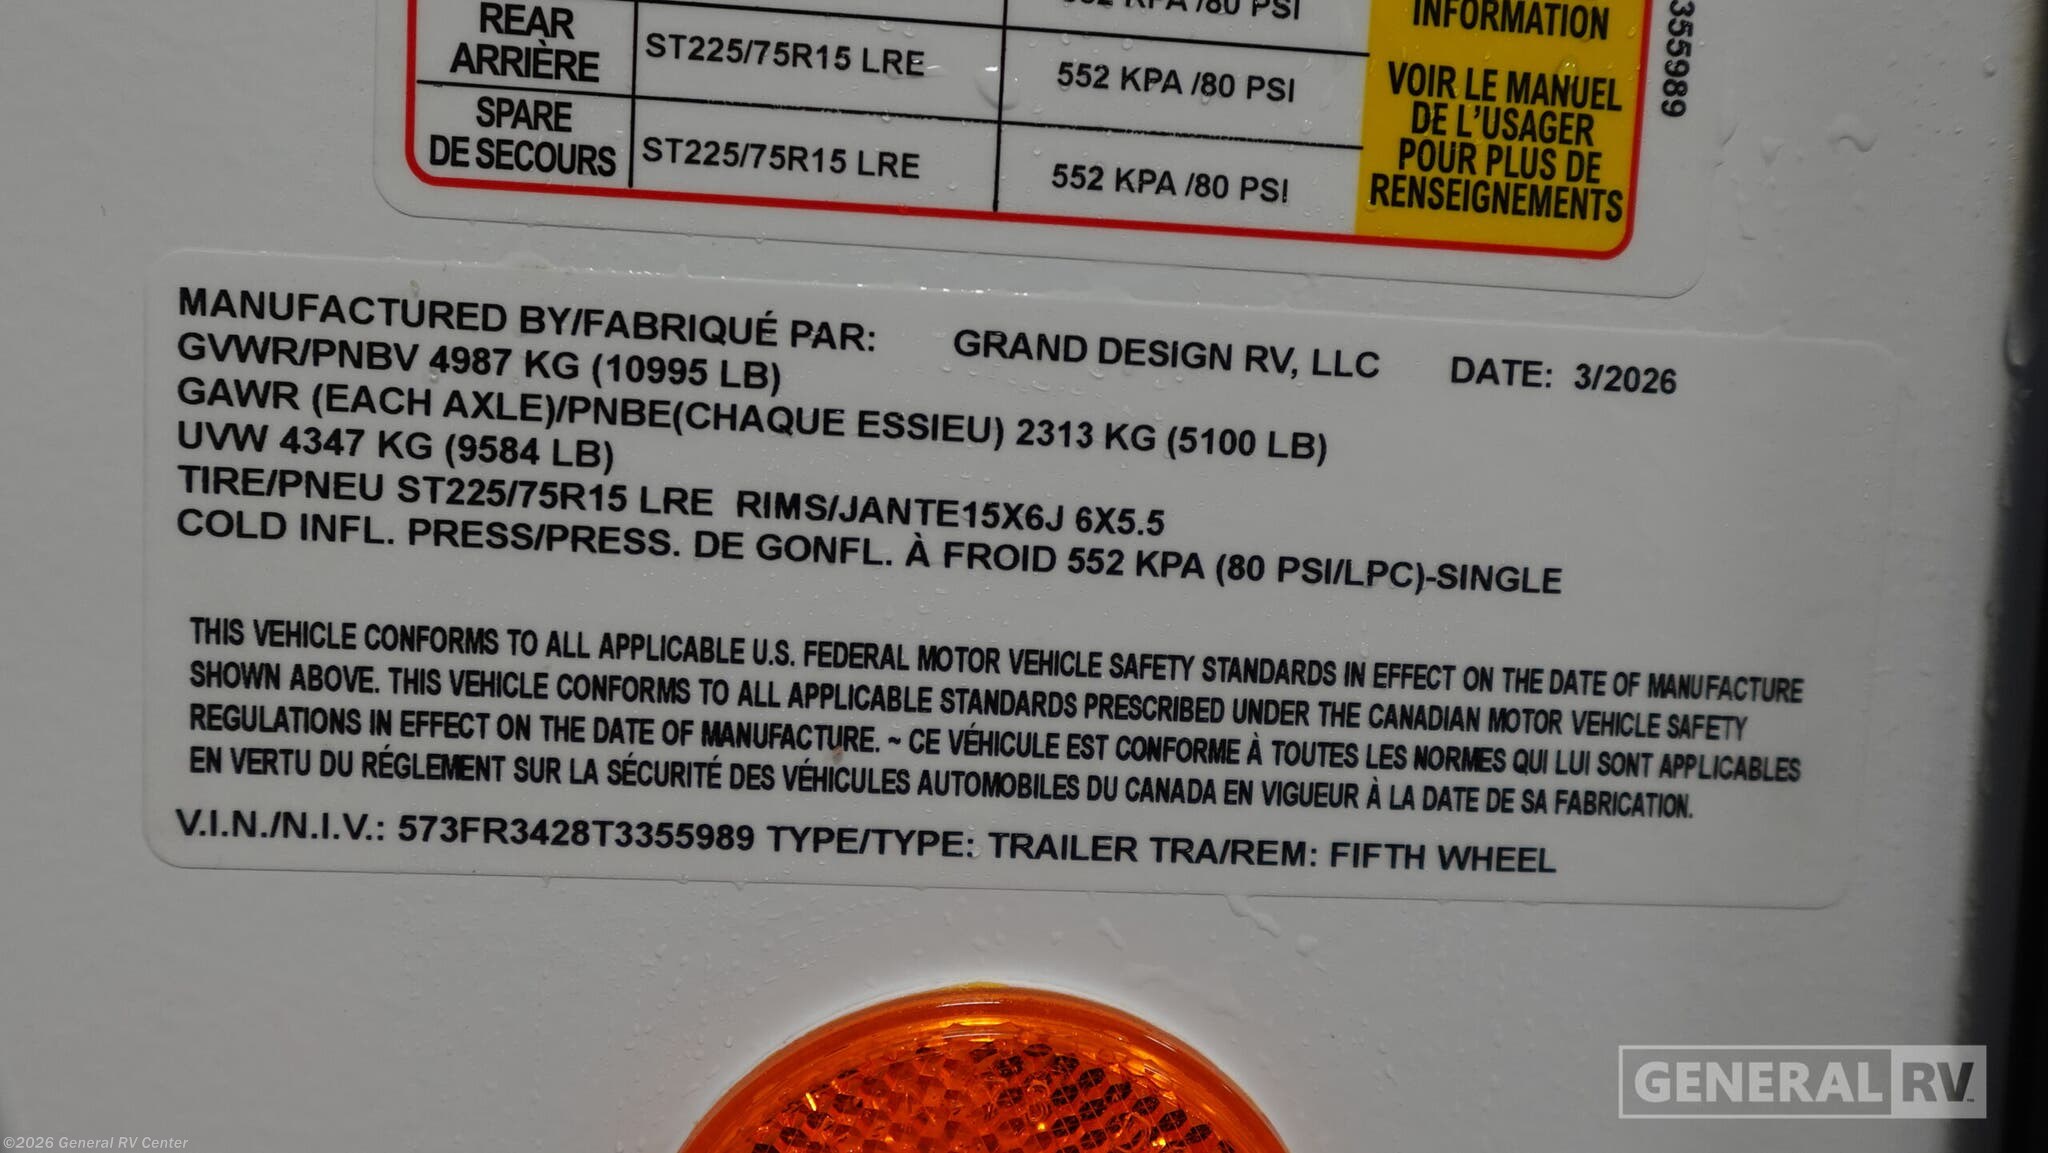 552 KPA /80 PSI
INFORMATION
REAR
ARRIÈRE
ST225/75R15 LRE
552 KPA /80 PSI
VOIR LE MANUEL
DE L'USAGER
POUR PLUS DE
RENSEIGNEMENTS
SPARE
DE SECOURS
ST225/75R15 LRE
552 KPA /80 PSI
355989
MANUFACTURED BY/FABRIQUÉ PAR: GRAND DESIGN RV, LLC DATE: 3/2026
GVWR/PNBV 4987 KG (10995 LB)
GAWR (EACH AXLE)/PNBE(CHAQUE ESSIEU) 2313 KG (5100 LB)
UVW 4347 KG (9584 LB)
TIRE/PNEU ST225/75R15 LRE RIMS/JANTE15X6J 6X5.5
COLD INFL. PRESS/PRESS. DE GONFL. À FROID 552 KPA (80 PSI/LPC)-SINGLE
THIS VEHICLE CONFORMS TO ALL APPLICABLE U.S. FEDERAL MOTOR VEHICLE SAFETY STANDARDS IN EFFECT ON THE DATE OF MANUFACTURE
SHOWN ABOVE. THIS VEHICLE CONFORMS TO ALL APPLICABLE STANDARDS PRESCRIBED UNDER THE CANADIAN MOTOR VEHICLE SAFETY
REGULATIONS IN EFFECT ON THE DATE OF MANUFACTURE. ~ CE VÉHICULE EST CONFORME À TOUTES LES NORMES QUI LUI SONT APPLICABLES
EN VERTU DU RÉGLEMENT SUR LA SÉCURITÉ DES VÉHICULES AUTOMOBILES DU CANADA EN VIGUEUR À LA DATE DE SA FABRICATION.
V.I.N./N.I.V.: 573FR3428T3355989 TYPE/TYPE: TRAILER TRA/REM: FIFTH WHEEL
GENERAL RV
©2026 General RV Center